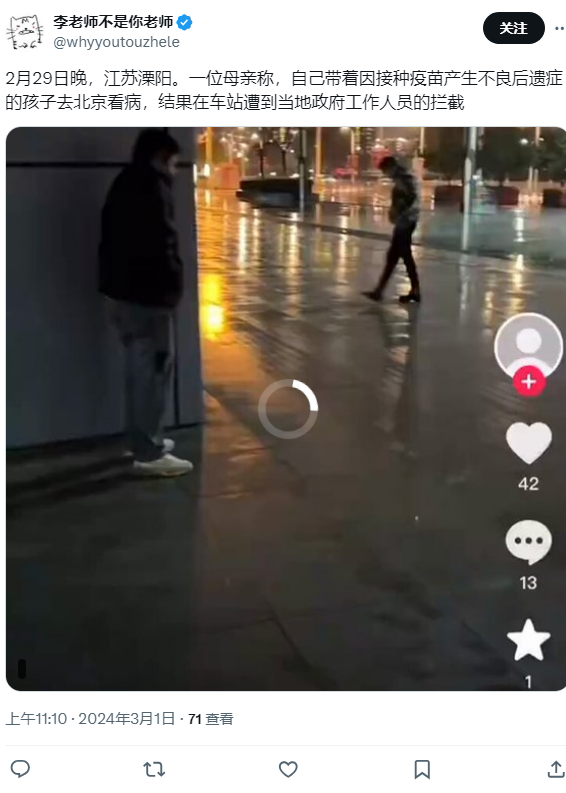 李老师不是你老师
@whyyoutouzhele
关注
2月29日晚，江苏溧阳。一位母亲称，自己带着因接种疫苗产生不良后遗症
的孩子去北京看病，结果在车站遭到当地政府工作人员的拦截
42
13
1
上午11:10 · 2024年3月1日 · 71 查看